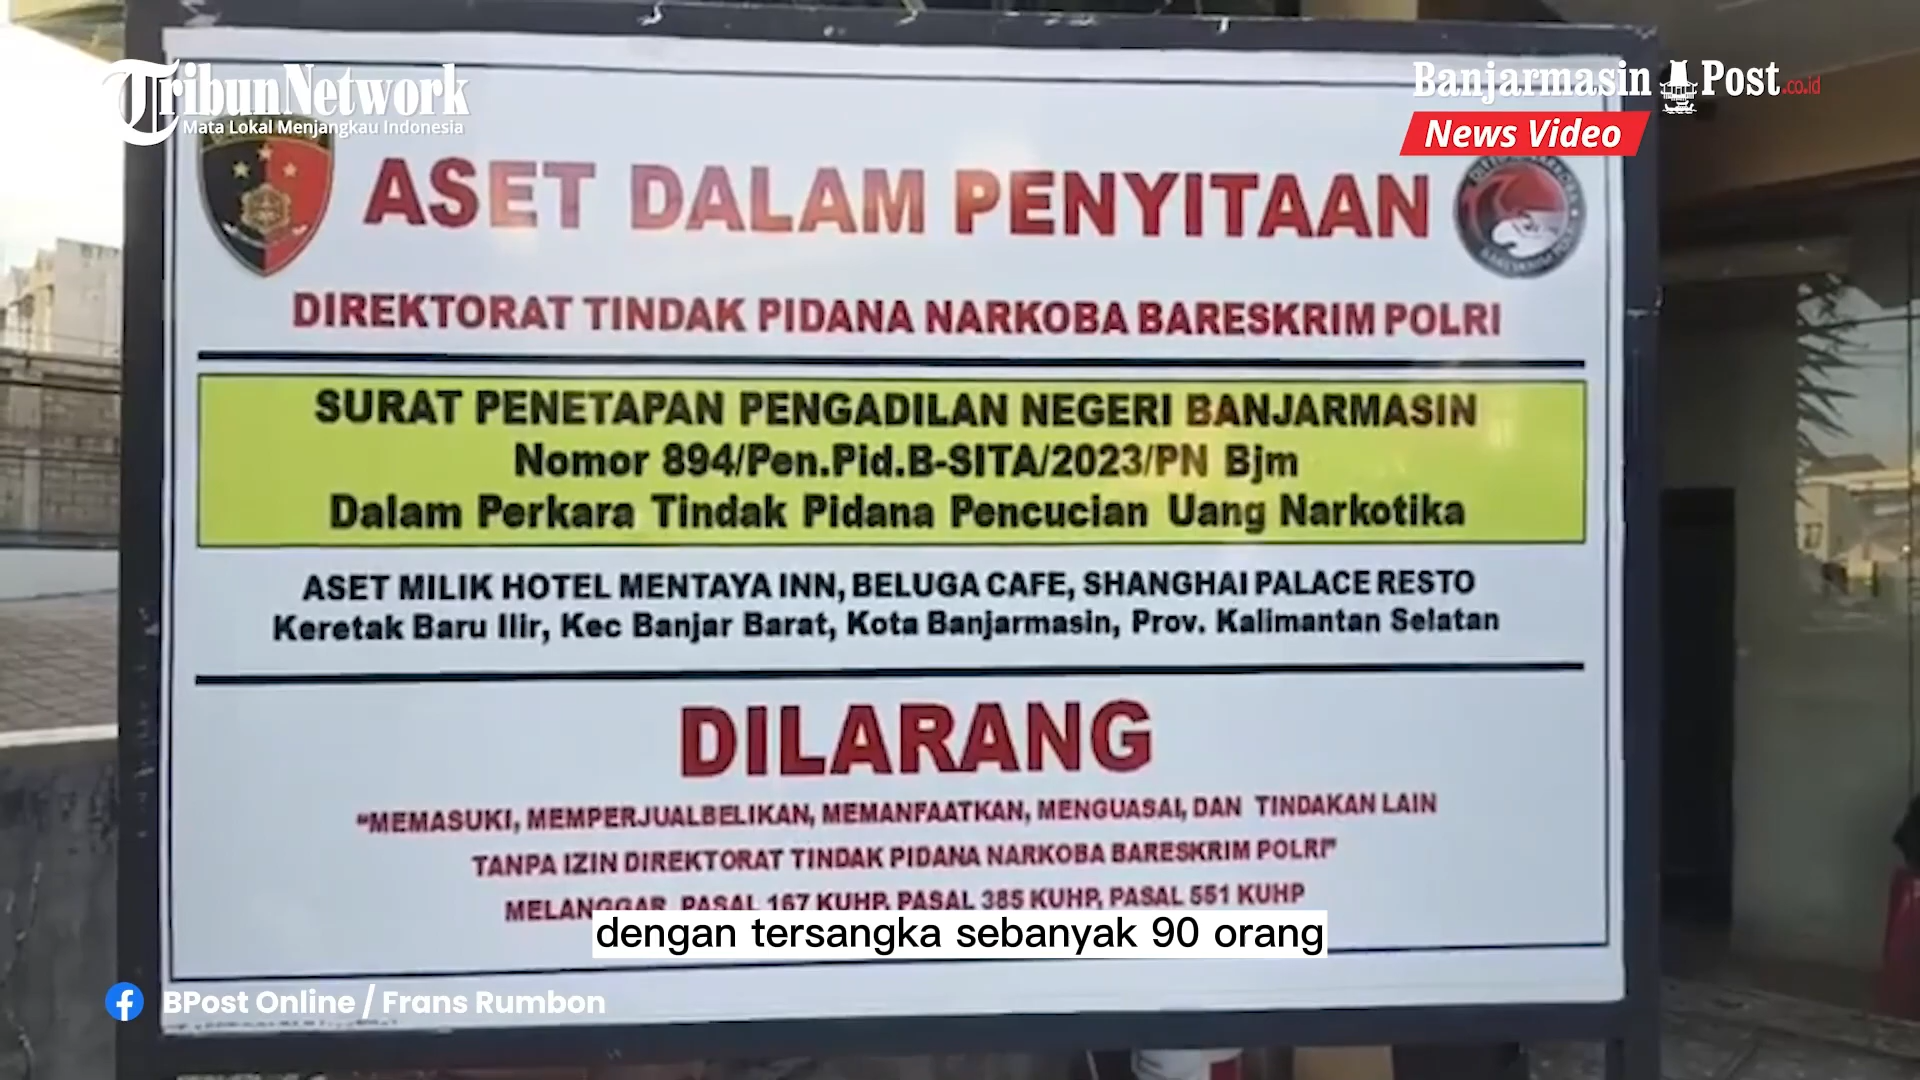 TribunNetwork
Mata Lokal Menjangkau Indonesia
Banjarmasin Post.co.id
News Video
ASET DALAM PENYITAAN
DIREKTORAT TINDAK PIDANA NARKOBA BARESKRIM POLRI
SURAT PENETAPAN PENGADILAN NEGERI BANJARMASIN
Nomor 894/Pen.Pid.B-SITA/2023/PN Bjm
Dalam Perkara Tindak Pidana Pencucian Uang Narkotika
ASET MILIK HOTEL MENTAYA INN, BELUGA CAFE, SHANGHAI PALACE RESTO
Keretak Baru Ilir, Kec Banjar Barat, Kota Banjarmasin, Prov. Kalimantan Selatan
DILARANG
"MEMASUKI, MEMPERJUALBELIKAN, MEMANFAATKAN, MENGUASAI, DAN TINDAKAN LAIN
TANPA IZIN DIREKTORAT TINDAK PIDANA NARKOBA BARESKRIM POLRI"
MELANGGAR PASAL 167 KUHP, PASAL 385 KUHP, PASAL 551 KUHP
dengan tersangka sebanyak 90 orang
BPost Online / Frans Rumbon